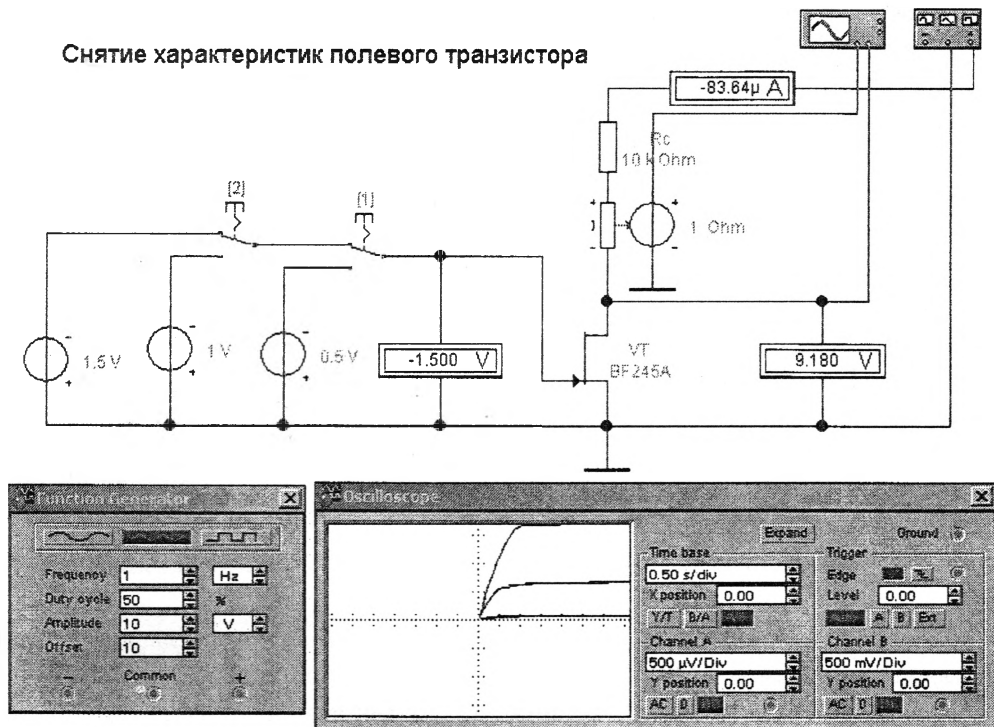 Снятие характеристик полевого транзистора
-83.64µ A
Rc
10 k Ohm
[2]
[1]
1 Ohm
1.5 V
1 V
0.5 V
-1.500 V
VT
BF245A
9.180 V
Function Generator
Frequency 1 Hz
Duty cycle 50 %
Amplitude 10 V
Offset 10
- Common +
Oscilloscope
Expand
Ground
Time base
0.50 s/div
X position 0.00
Y/T B/A
Trigger
Edge
Level 0.00
A B Ext
Channel A
500 µV/Div
Y position 0.00
AC 0
Channel B
500 mV/Div
Y position 0.00
AC 0